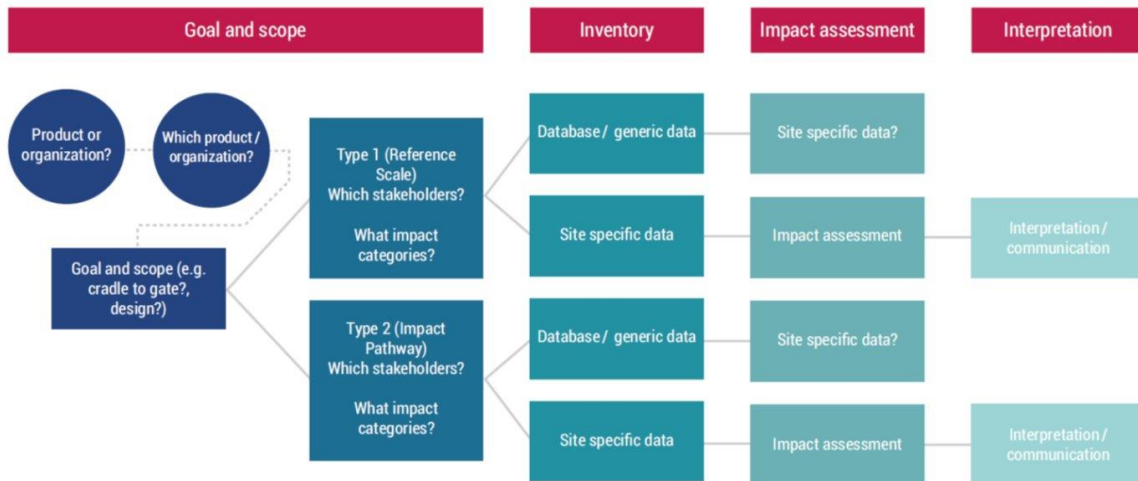 Goal and scope
Inventory
Impact assessment
Interpretation
Product or
organization?
Which product /
organization?
Goal and scope (e.g.
cradle to gate?,
design?)
Type 1 (Reference
Scale)
Which stakeholders?
What impact
categories?
Database / generic data
Site specific data?
Site specific data
Impact assessment
Interpretation /
communication
Type 2 (Impact
Pathway)
Which stakeholders?
What impact
categories?
Database / generic data
Site specific data?
Site specific data
Impact assessment
Interpretation /
communication